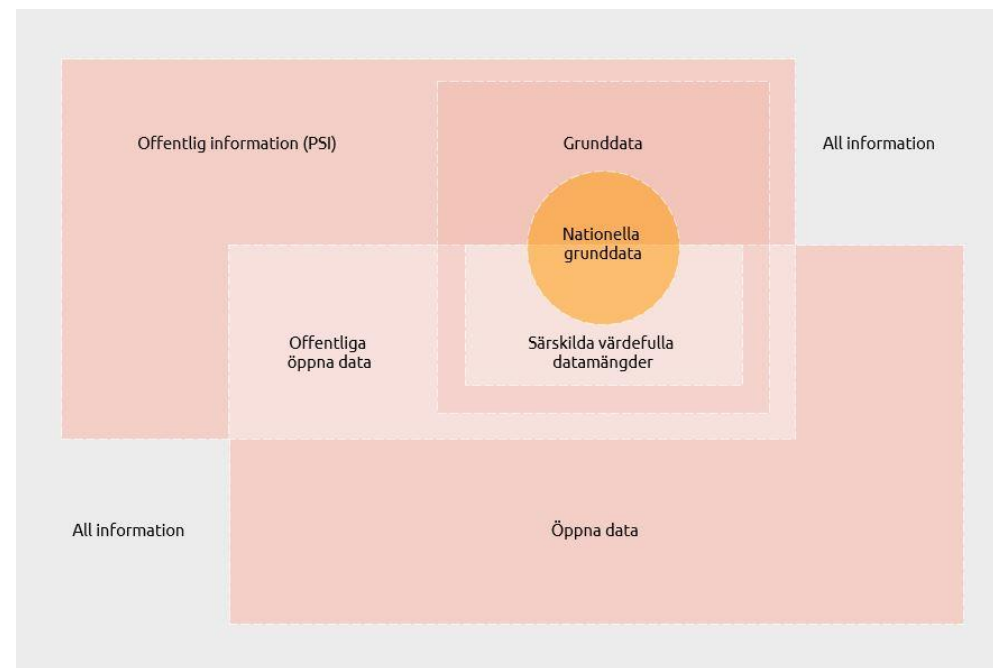 Offentlig information (PSI)
Grunddata
All information
Nationella
grunddata
Offentliga
öppna data
Särskilda värdefulla
datamängder
All information
Öppna data